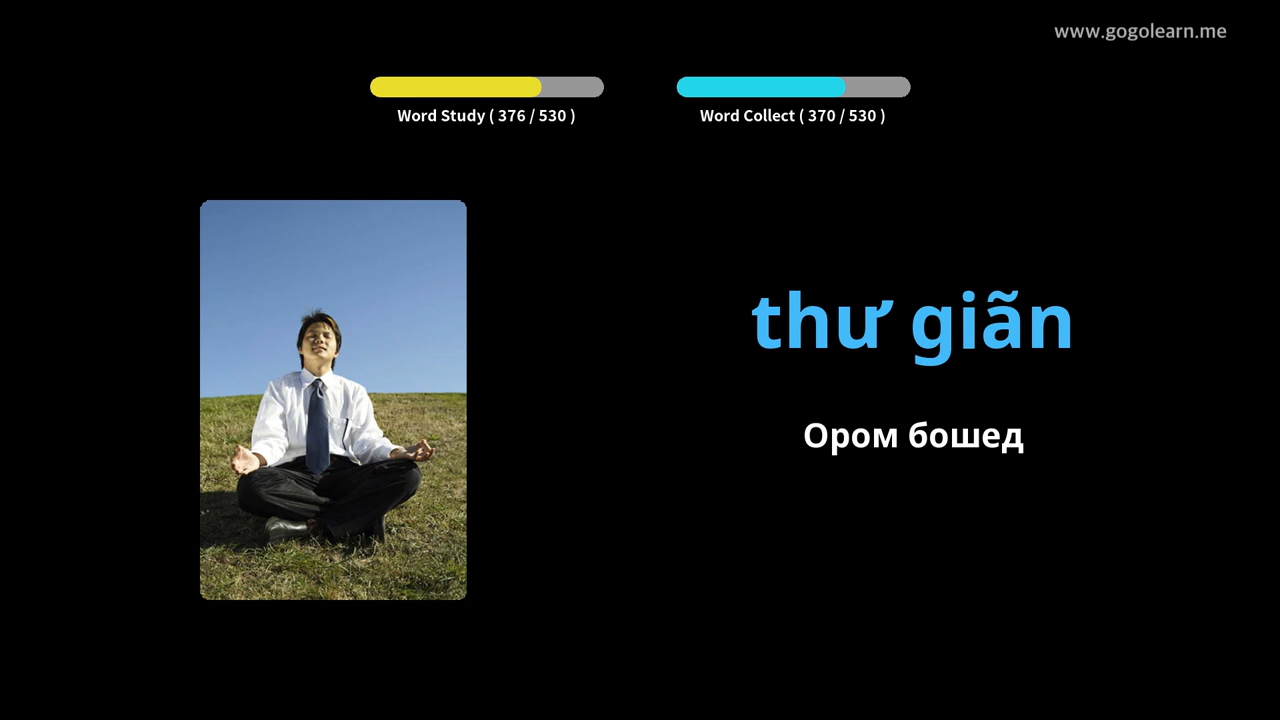 www.gogolearn.me
Word Study ( 376 / 530 )
Word Collect ( 370 / 530 )
thư giãn
Ором бошед